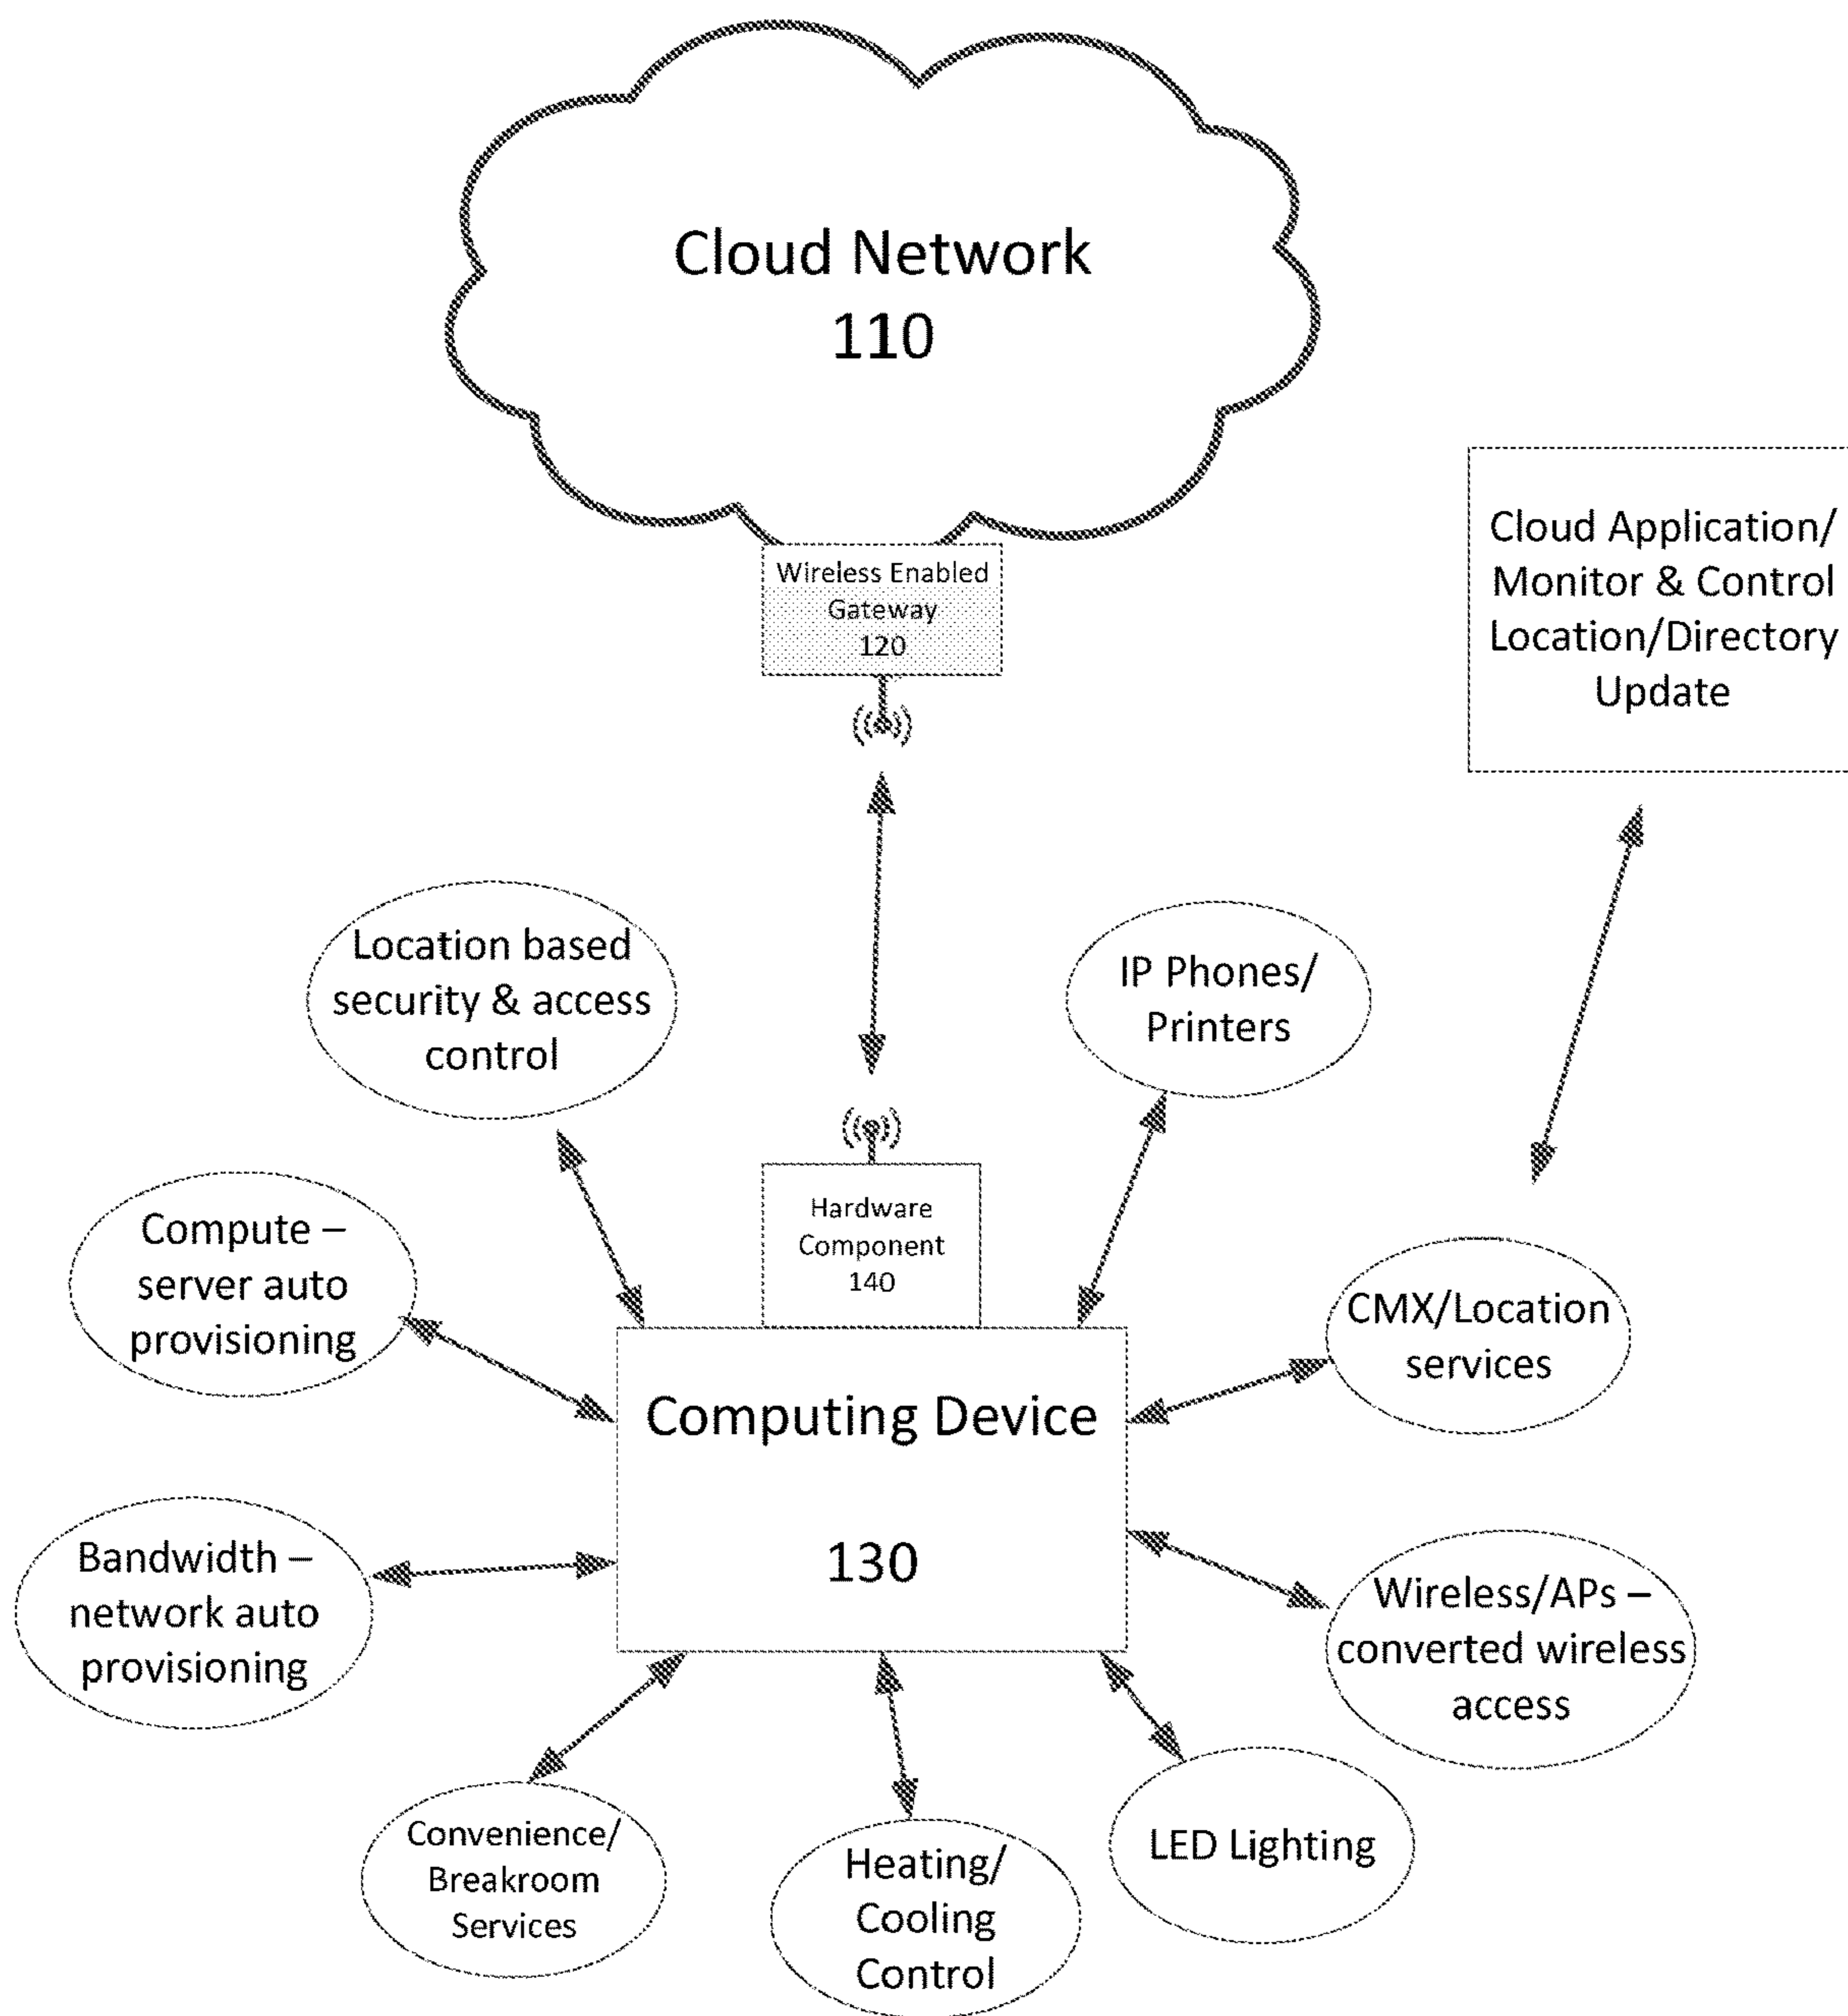 Cloud Network
110
Wireless Enabled
Gateway
120
Cloud Application/
Monitor & Control
Location/Directory
Update
Location based
security & access
control
IP Phones/
Printers
Hardware
Component
140
Compute –
server auto
provisioning
CMX/Location
services
Computing Device
130
Bandwidth –
network auto
provisioning
Wireless/APs –
converted wireless
access
Convenience/
Breakroom
Services
Heating/
Cooling
Control
LED Lighting